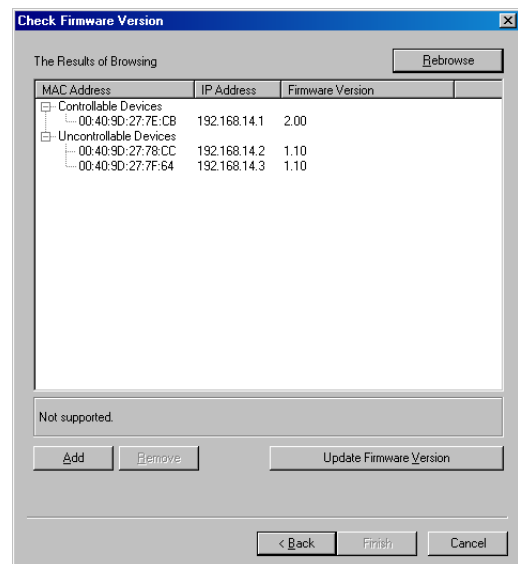 Check Firmware Version
The Results of Browsing
Rebrowse
MAC Address IP Address Firmware Version
Controllable Devices
00:40:9D:27:7E:CB 192.168.14.1 2.00
Uncontrollable Devices
00:40:9D:27:78:CC 192.168.14.2 1.10
00:40:9D:27:7F:64 192.168.14.3 1.10
Not supported.
Add Remove Update Firmware Version
< Back Finish Cancel